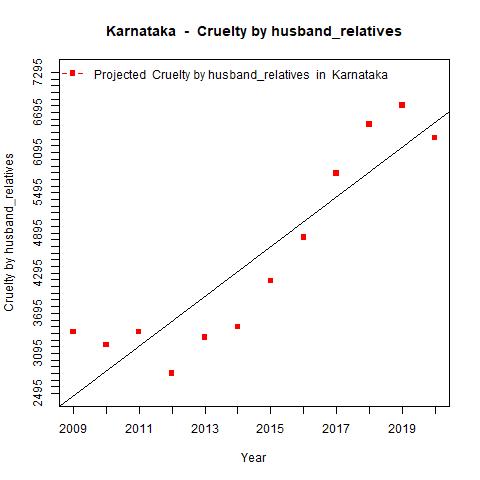 Karnataka - Cruelty by husband_relatives
Projected Cruelty by husband_relatives in Karnataka
Cruelty by husband_relatives
7295
6695
6095
5495
4895
4295
3695
3095
2495
2009 2011 2013 2015 2017 2019
Year